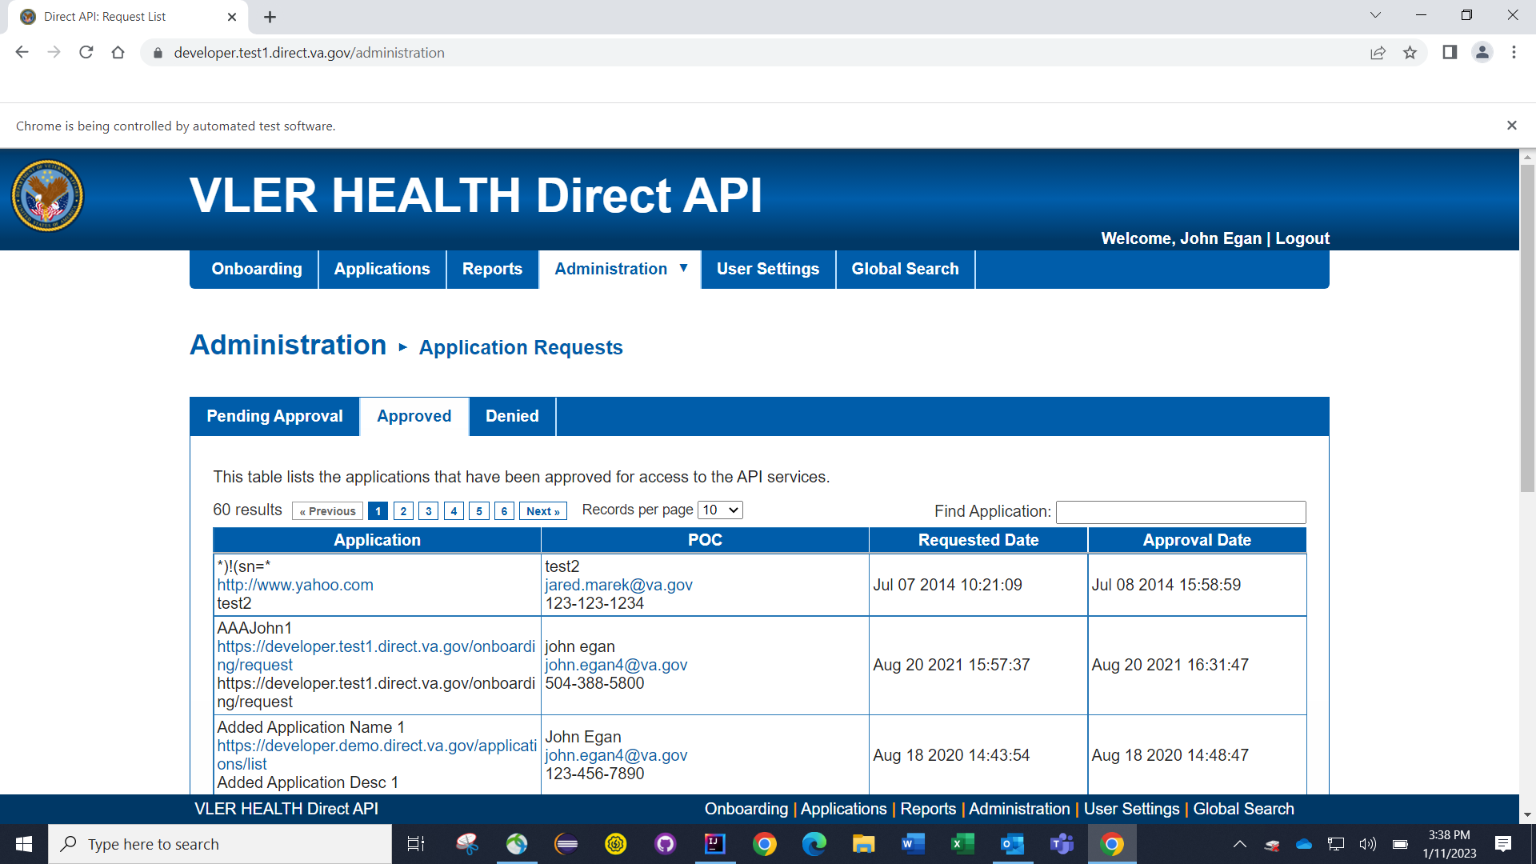 Direct API: Request List
developer.test1.direct.va.gov/administration
Chrome is being controlled by automated test software.
VLER HEALTH Direct API
Welcome, John Egan | Logout
Onboarding Applications Reports Administration ▼ User Settings Global Search
Administration ▸ Application Requests
Pending Approval Approved Denied
This table lists the applications that have been approved for access to the API services.
60 results « Previous 1 2 3 4 5 6 Next » Records per page 10 Find Application:
Application POC Requested Date Approval Date
*)!(sn=*
http://www.yahoo.com
test2
test2
jared.marek@va.gov
123-123-1234
Jul 07 2014 10:21:09
Jul 08 2014 15:58:59
AAAJohn1
https://developer.test1.direct.va.gov/onboardi
ng/request
https://developer.test1.direct.va.gov/onboardi
ng/request
john egan
john.egan4@va.gov
504-388-5800
Aug 20 2021 15:57:37
Aug 20 2021 16:31:47
Added Application Name 1
https://developer.demo.direct.va.gov/applicati
ons/list
Added Application Desc 1
John Egan
john.egan4@va.gov
123-456-7890
Aug 18 2020 14:43:54
Aug 18 2020 14:48:47
VLER HEALTH Direct API
Onboarding | Applications | Reports | Administration | User Settings | Global Search
Type here to search
3:38 PM
1/11/2023